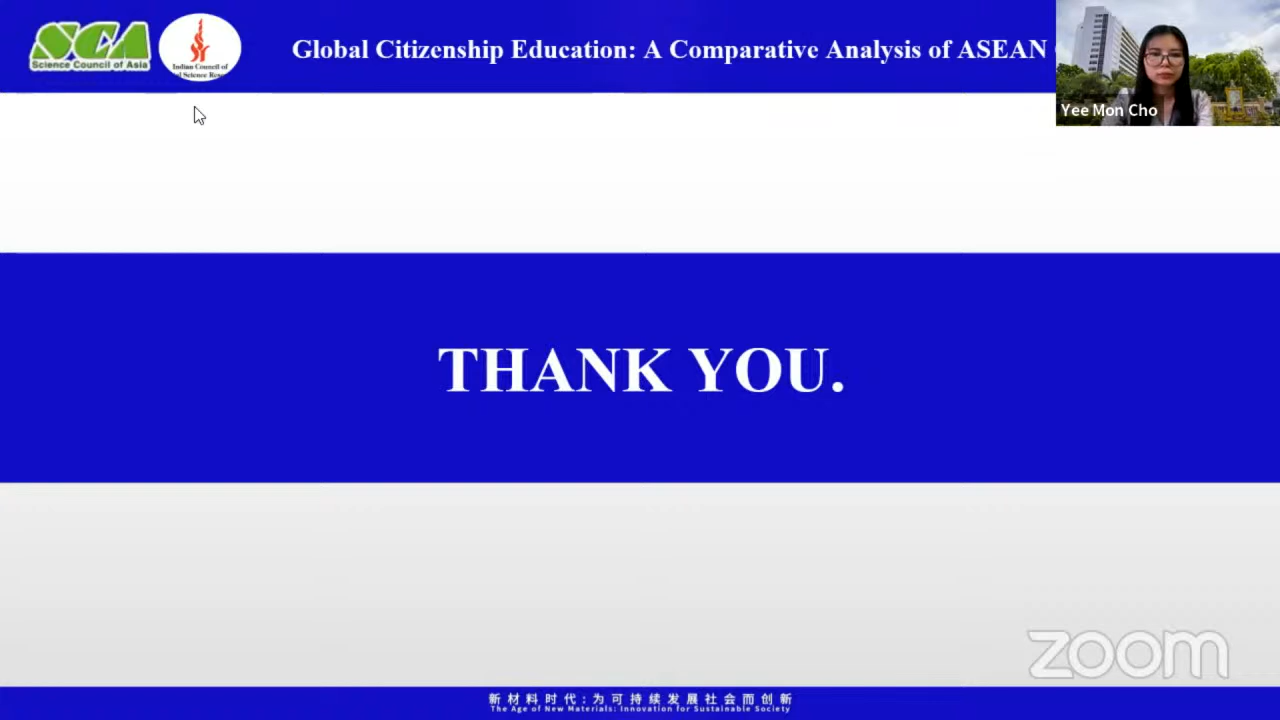 SCA
Science Council of Asia
Indian Council of
Science
Global Citizenship Education: A Comparative Analysis of ASEAN
Yee Mon Cho
THANK YOU.
zoom
新材料时代:为可持续发展社会而创新
The Age of New Materials: Innovation for Sustainable Society